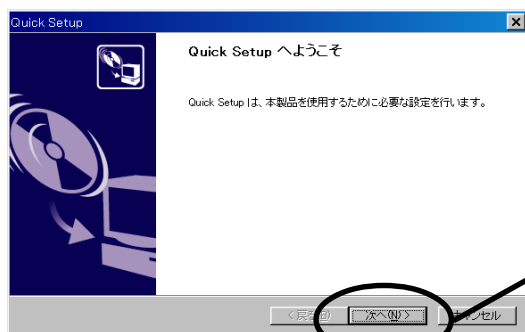 Quick Setup
Quick Setup へようこそ
Quick Setup は、本製品を使用するために必要な設定を行います。
< 戻る(B)
次へ(N) >
キャンセル